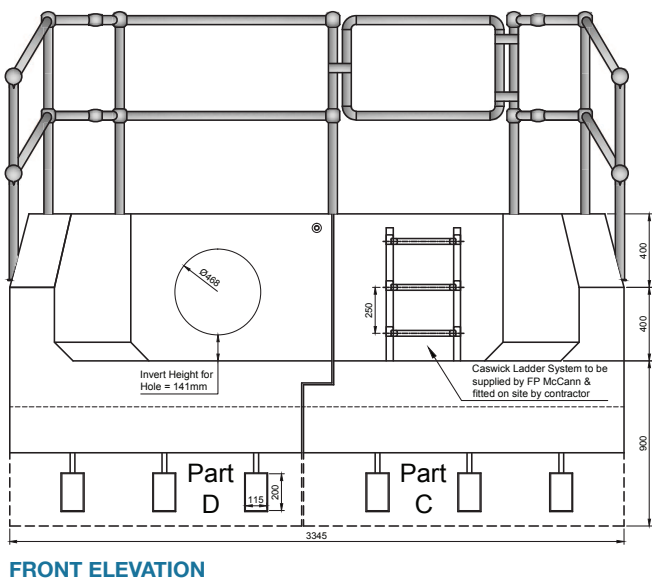 Ø468
400
400
250
Invert Height for
Hole = 141mm
Caswick Ladder System to be
supplied by FP McCann &
fitted on site by contractor
900
Part
D
115
200
Part
C
3345
FRONT ELEVATION